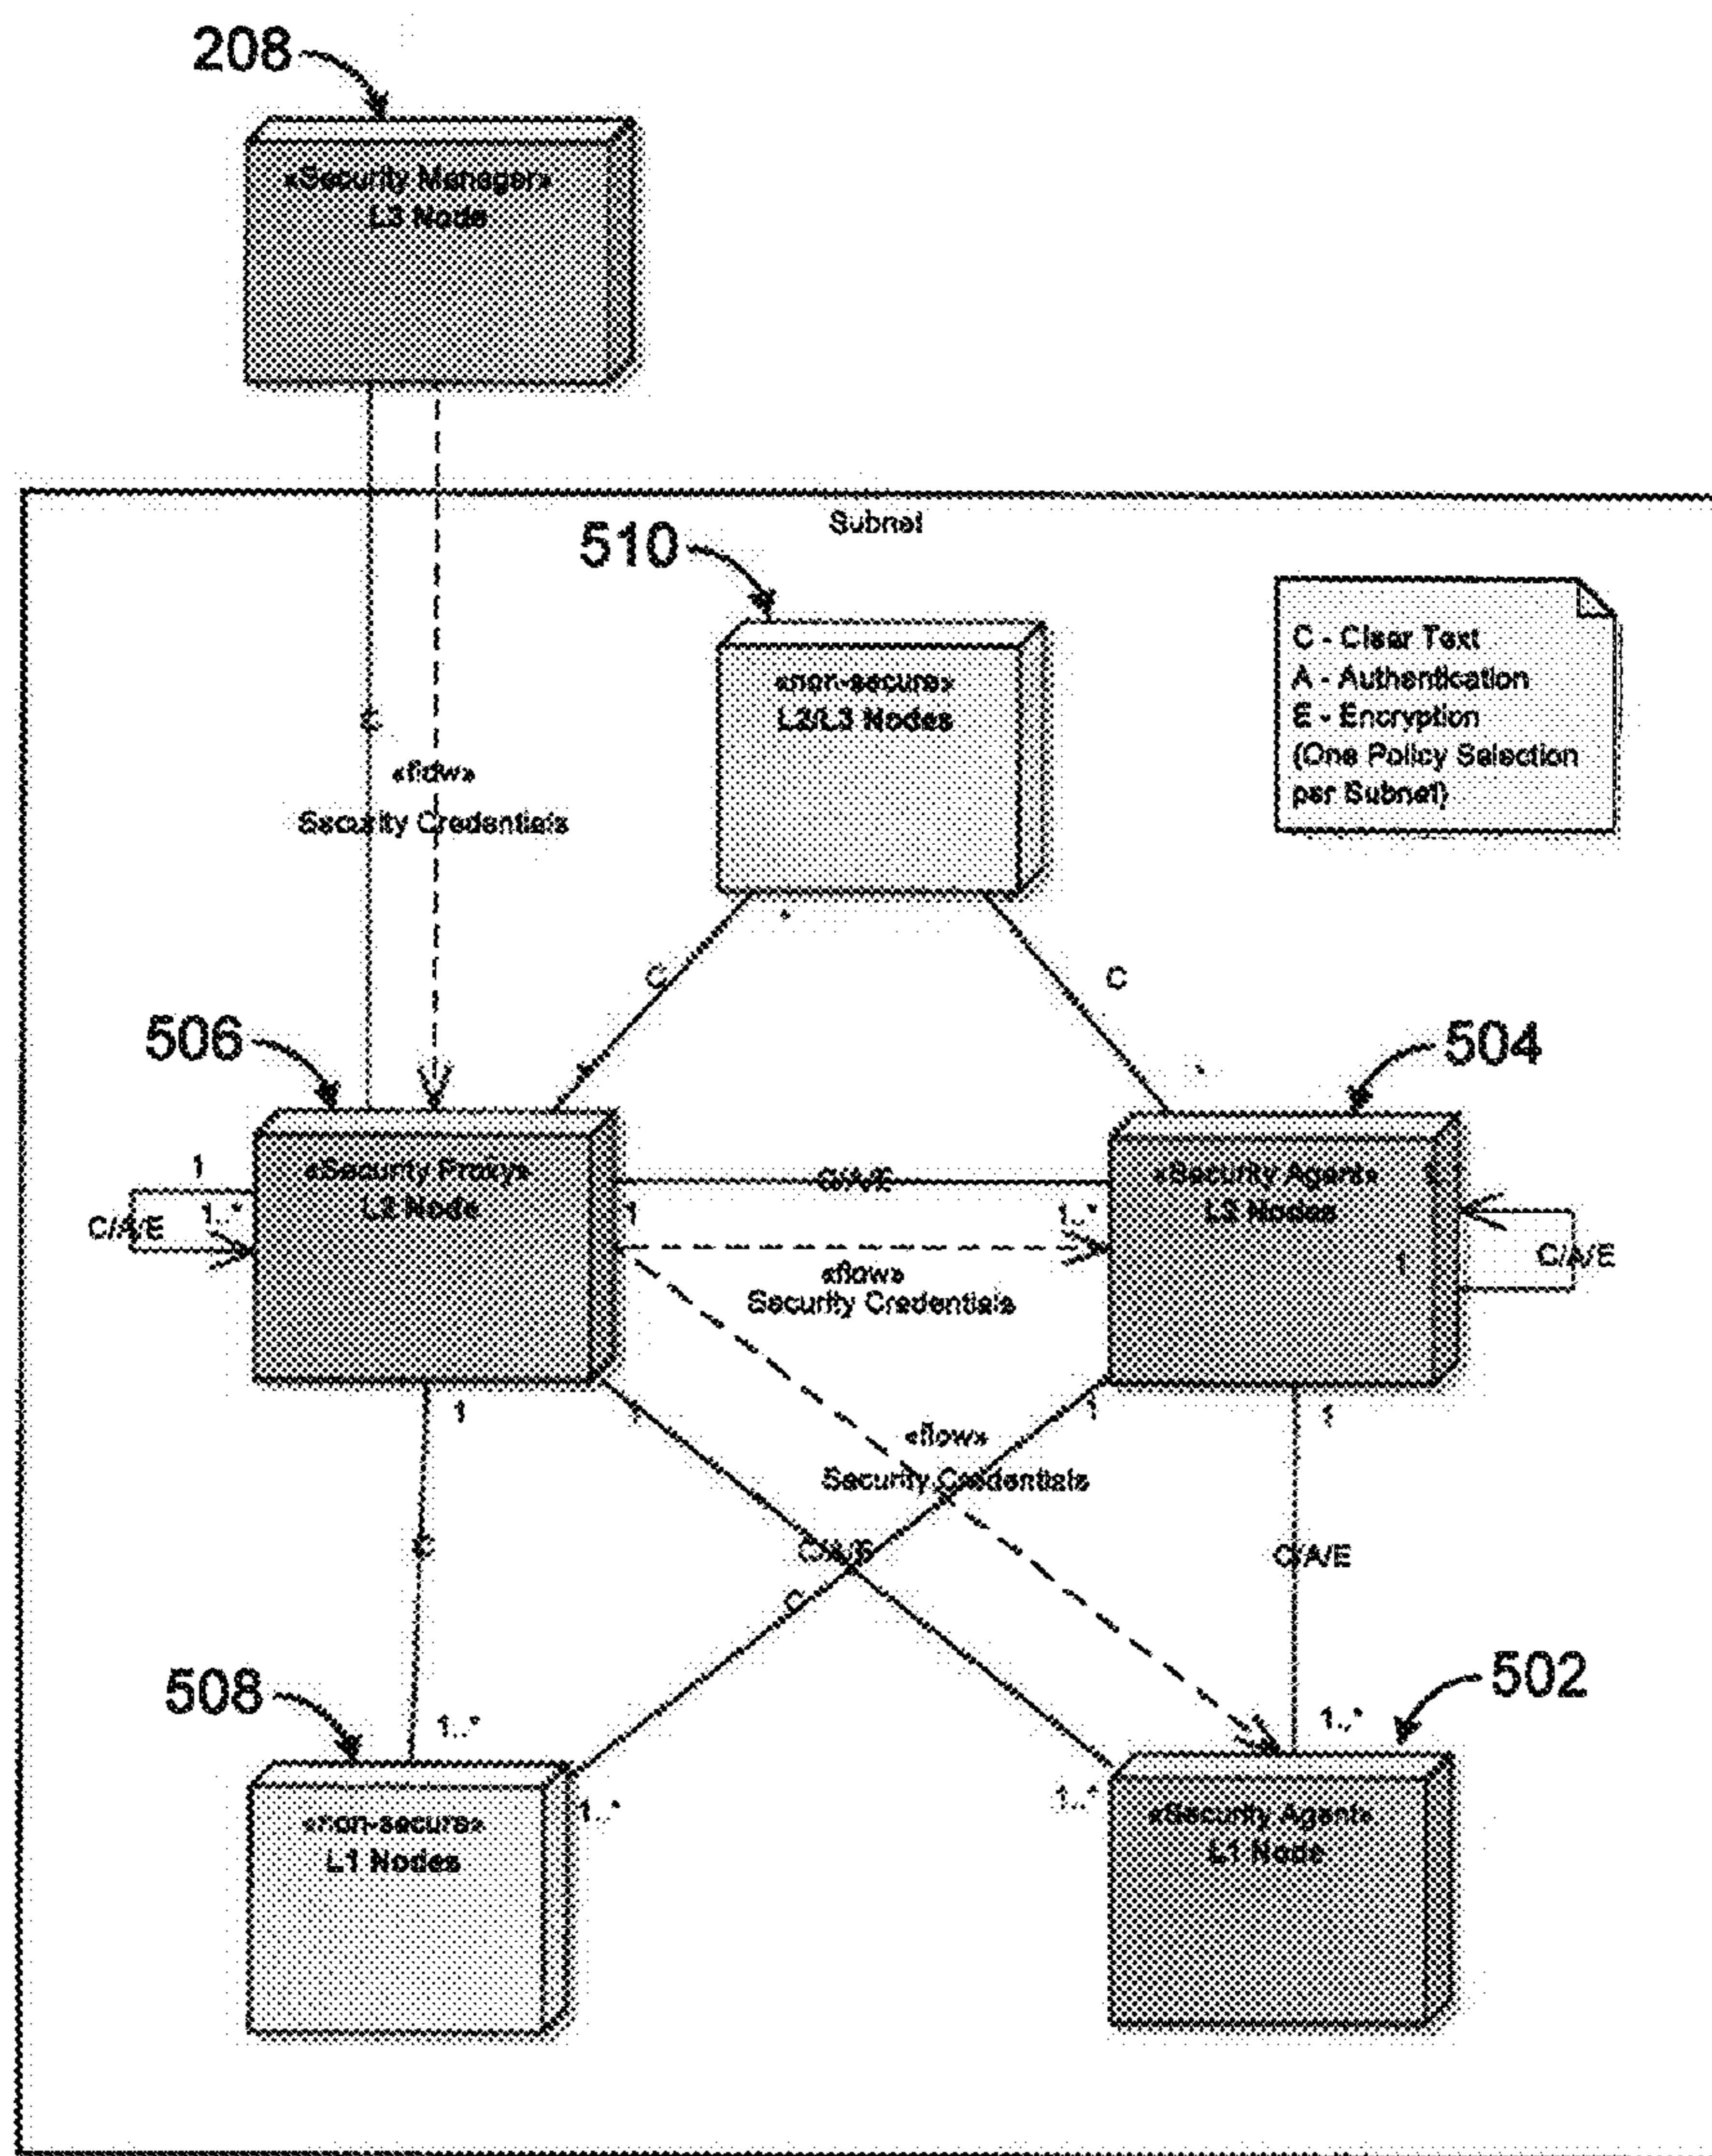 208
«Security Manager»
L3 Node
Subnet
510
«non-secure»
L2/L3 Nodes
C - Clear Text
A - Authentication
E - Encryption
(One Policy Selection
per Subnet)
C
«flow»
Security Credentials
C
C
506
504
«Security Proxy»
L2 Node
«Security Agent»
L2 Nodes
1
1..*
C/A/E
C/A/E
1
1..*
1
C/A/E
«flow»
Security Credentials
1
1
1
1
«flow»
Security Credentials
C
C/A/E
C/A/E
C
508
502
1..*
1..*
1..*
1..*
«non-secure»
L1 Nodes
«Security Agent»
L1 Node